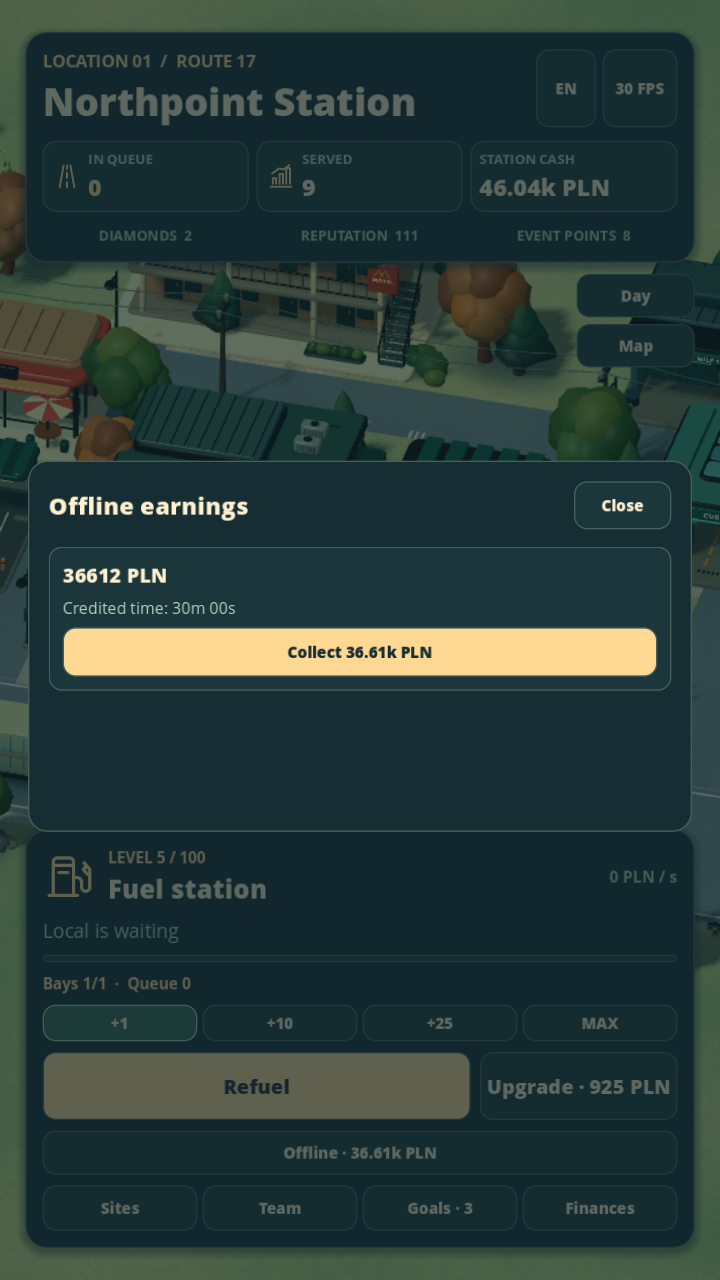 LOCATION 01 / ROUTE 17
Northpoint Station
EN
30 FPS
IN QUEUE
0
SERVED
9
STATION CASH
46.04k PLN
DIAMONDS 2
REPUTATION 111
EVENT POINTS 8
Day
Map
Offline earnings
Close
36612 PLN
Credited time: 30m 00s
Collect 36.61k PLN
LEVEL 5 / 100
Fuel station
0 PLN / s
Local is waiting
Bays 1/1 · Queue 0
+1
+10
+25
MAX
Refuel
Upgrade · 925 PLN
Offline · 36.61k PLN
Sites
Team
Goals · 3
Finances